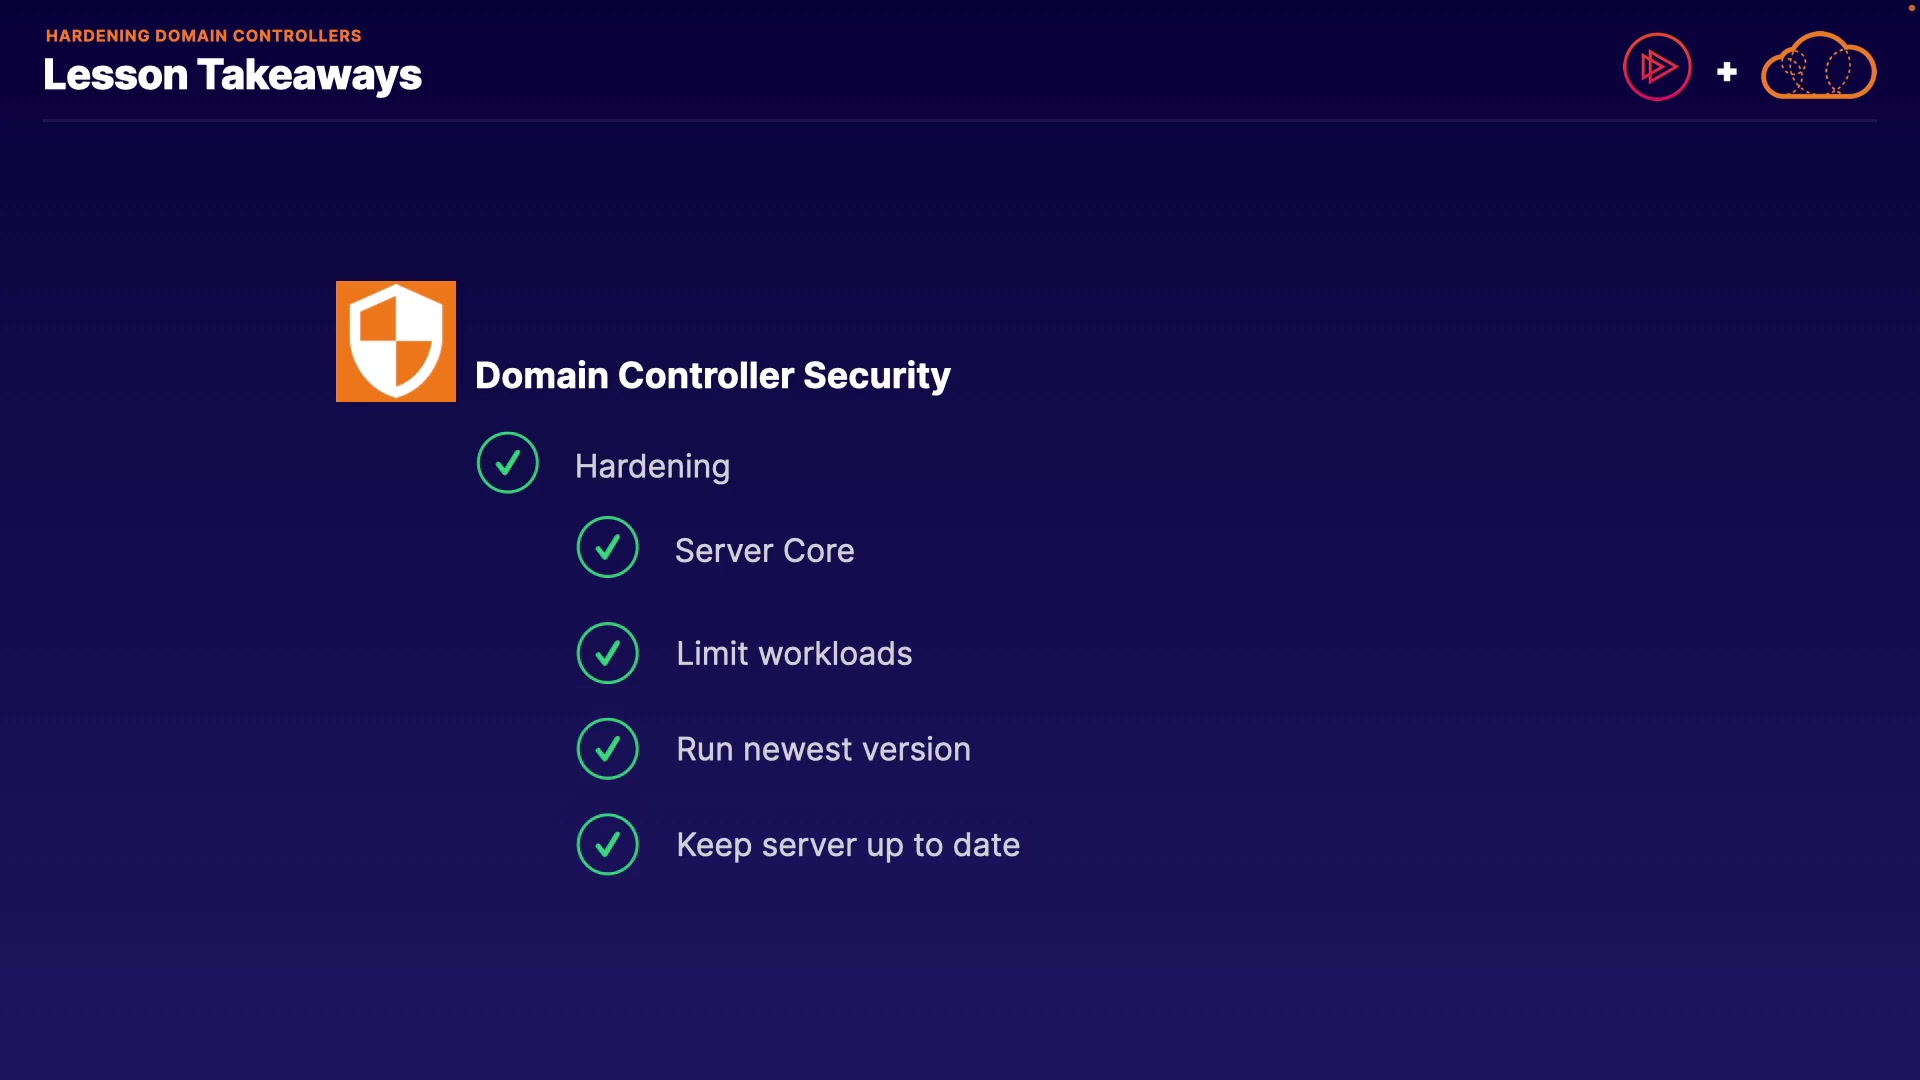 HARDENING DOMAIN CONTROLLERS
Lesson Takeaways
Domain Controller Security
Hardening
Server Core
Limit workloads
Run newest version
Keep server up to date